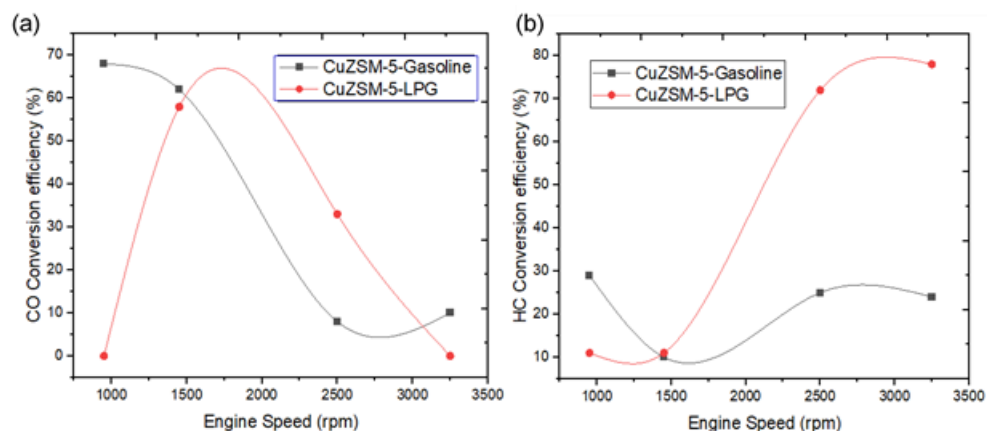 (a)
70
60
50
40
30
20
10
0
CO Conversion efficiency (%)
CuZSM-5-Gasoline
CuZSM-5-LPG
1000 1500 2000 2500 3000 3500
Engine Speed (rpm)
(b)
80
70
60
50
40
30
20
10
HC Conversion efficiency (%)
CuZSM-5-Gasoline
CuZSM-5-LPG
1000 1500 2000 2500 3000 3500
Engine Speed (rpm)